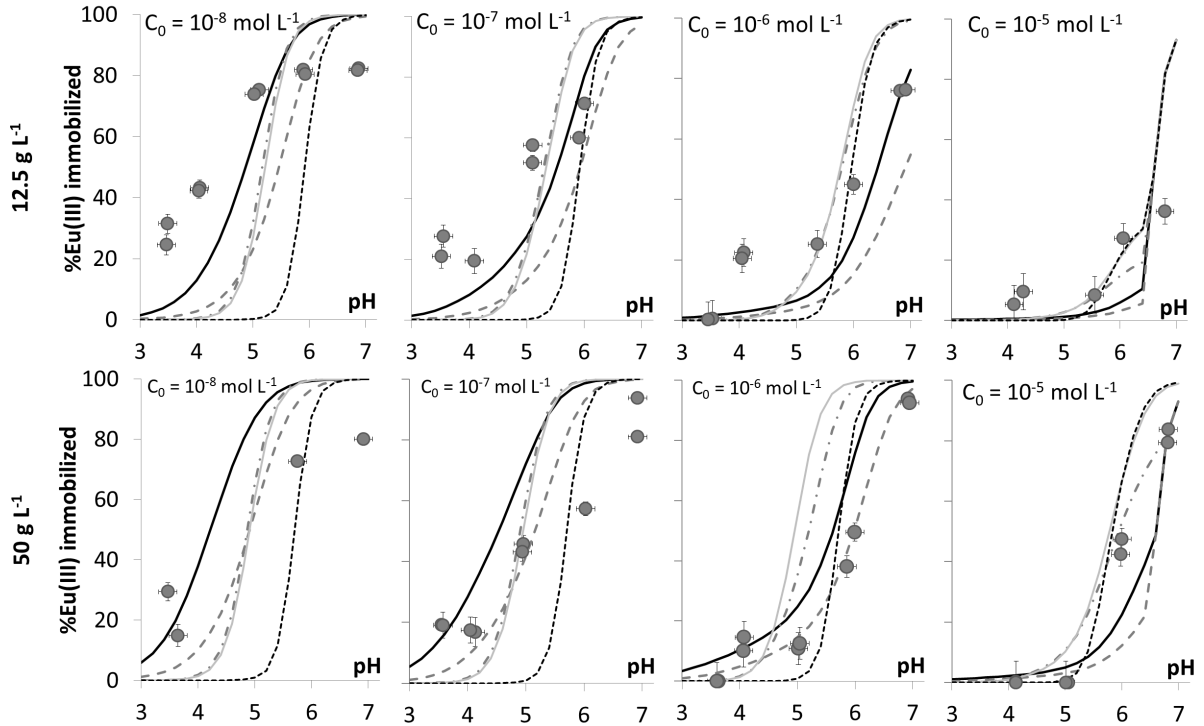 C₀ = 10⁻⁸ mol L⁻¹
C₀ = 10⁻⁷ mol L⁻¹
C₀ = 10⁻⁶ mol L⁻¹
C₀ = 10⁻⁵ mol L⁻¹
12.5 g L⁻¹
%Eu(III) immobilized
100
80
60
40
20
0
pH
pH
pH
pH
3 4 5 6 7
3 4 5 6 7
3 4 5 6 7
3 4 5 6 7
C₀ = 10⁻⁸ mol L⁻¹
C₀ = 10⁻⁷ mol L⁻¹
C₀ = 10⁻⁶ mol L⁻¹
C₀ = 10⁻⁵ mol L⁻¹
50 g L⁻¹
%Eu(III) immobilized
100
80
60
40
20
0
pH
pH
pH
pH
3 4 5 6 7
3 4 5 6 7
3 4 5 6 7
3 4 5 6 7